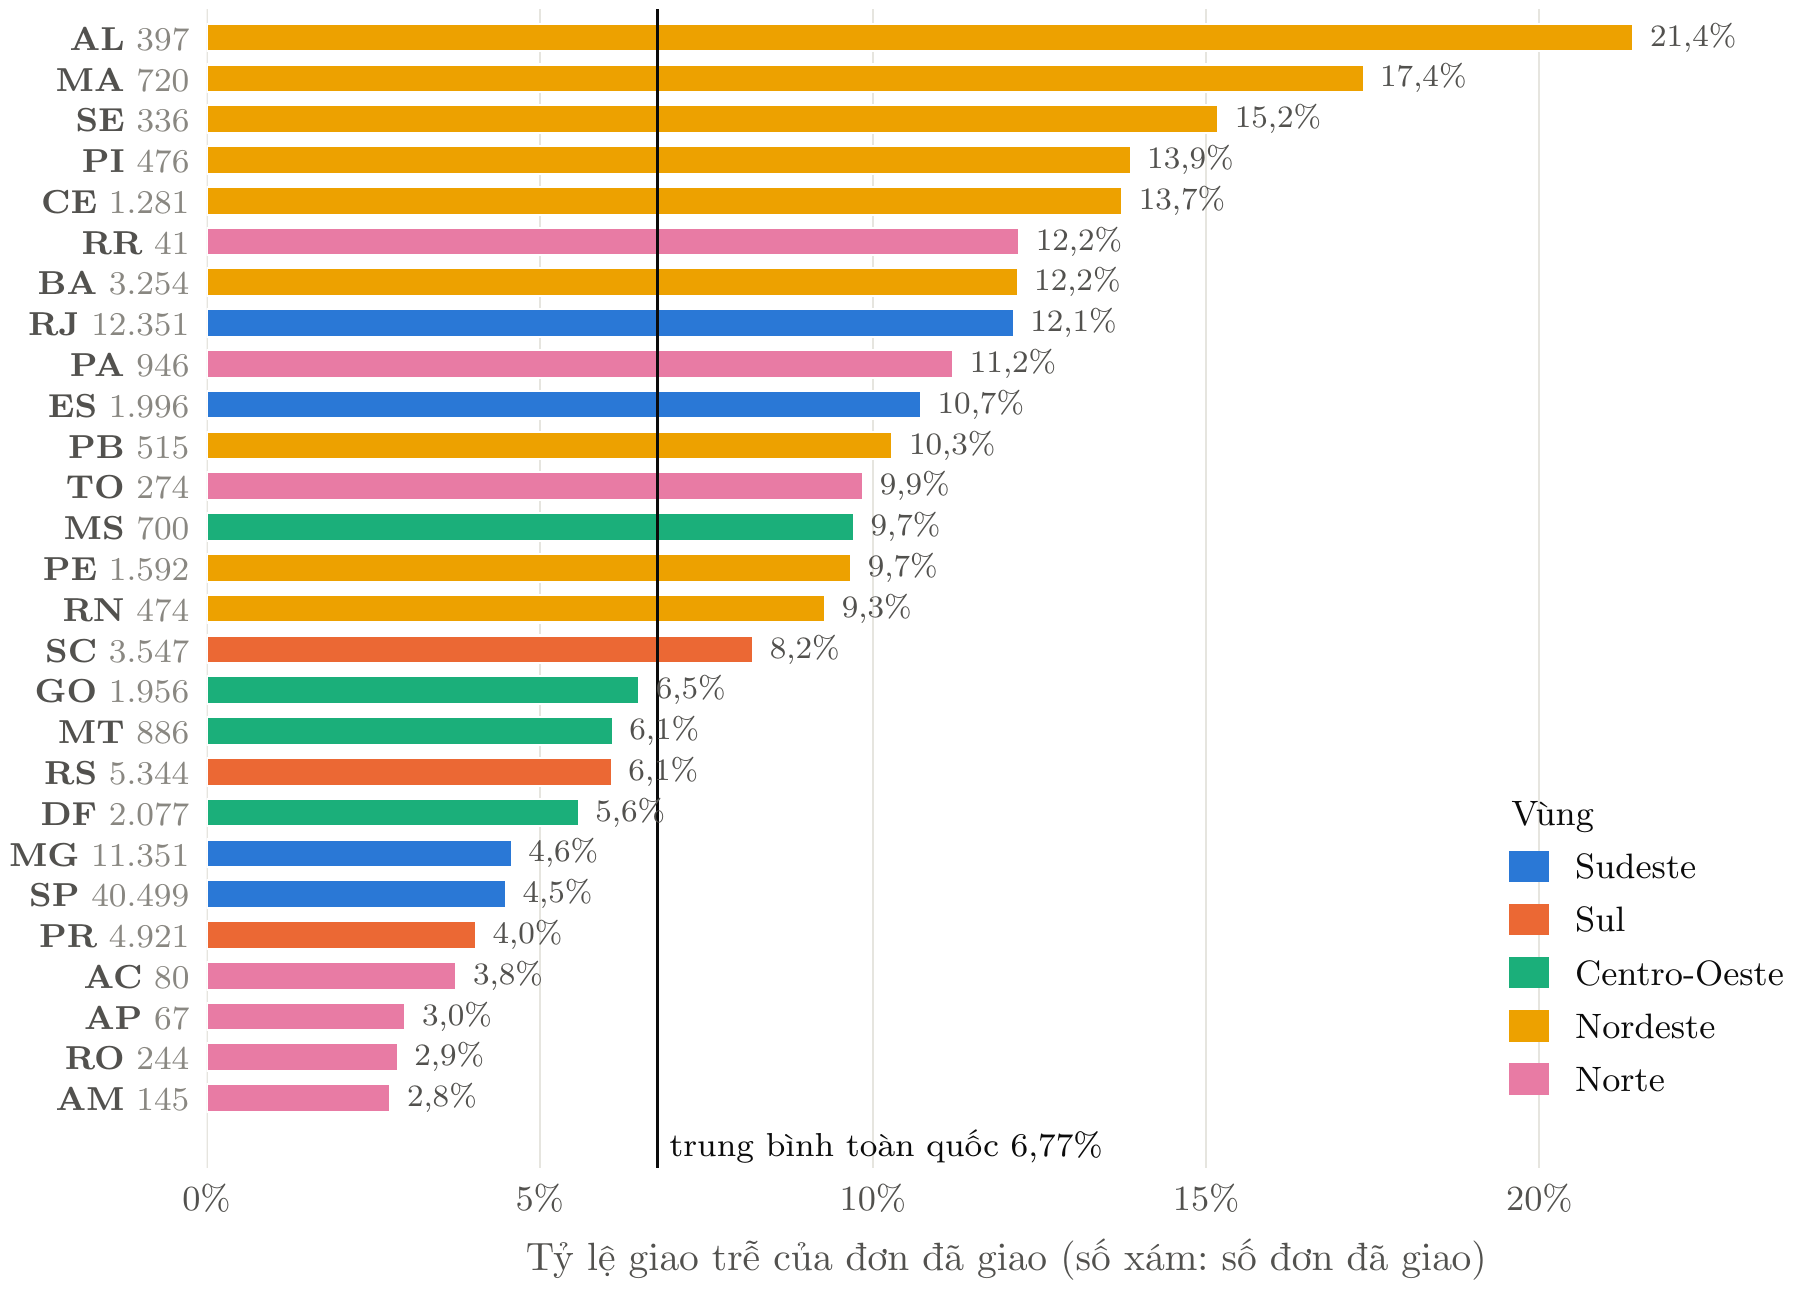 AL 397 21,4%
MA 720 17,4%
SE 336 15,2%
PI 476 13,9%
CE 1.281 13,7%
RR 41 12,2%
BA 3.254 12,2%
RJ 12.351 12,1%
PA 946 11,2%
ES 1.996 10,7%
PB 515 10,3%
TO 274 9,9%
MS 700 9,7%
PE 1.592 9,7%
RN 474 9,3%
SC 3.547 8,2%
GO 1.956 6,5%
MT 886 6,1%
RS 5.344 6,1%
DF 2.077 5,6%
MG 11.351 4,6%
SP 40.499 4,5%
PR 4.921 4,0%
AC 80 3,8%
AP 67 3,0%
RO 244 2,9%
AM 145 2,8%
Vùng
Sudeste
Sul
Centro-Oeste
Nordeste
Norte
trung bình toàn quốc 6,77%
0% 5% 10% 15% 20%
Tỷ lệ giao trễ của đơn đã giao (số xám: số đơn đã giao)